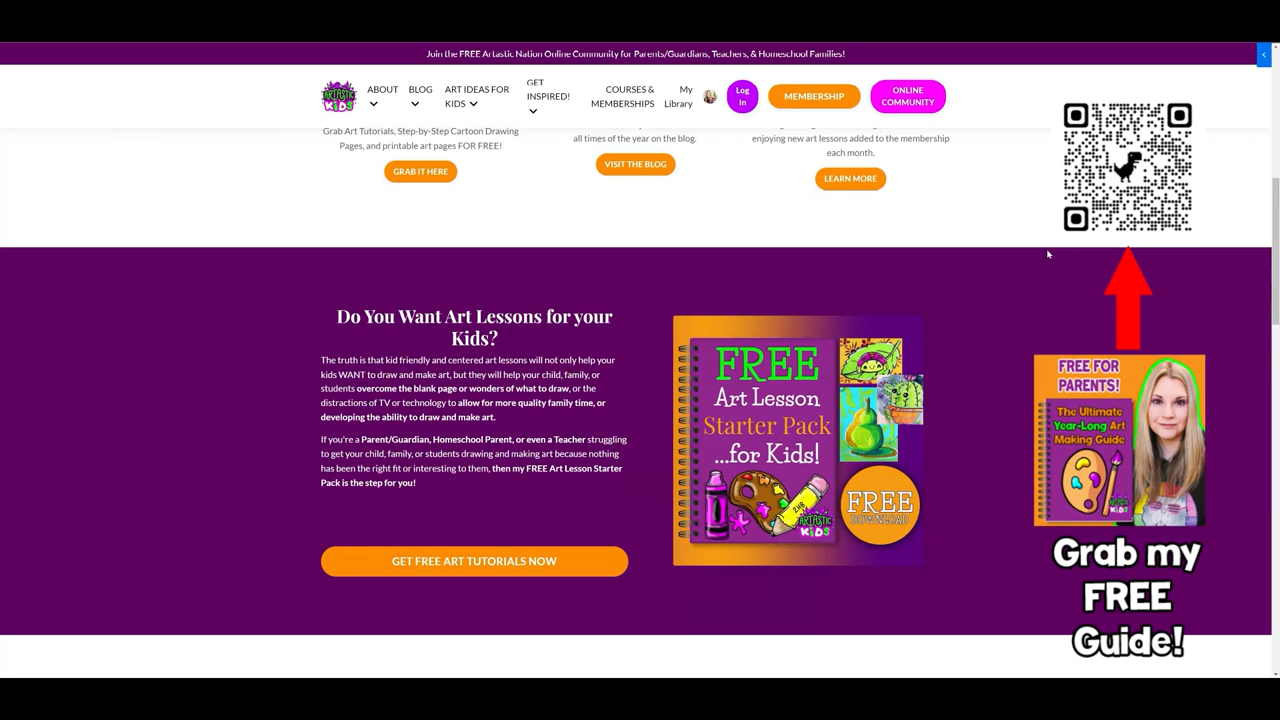 Join the FREE Artastic Nation Online Community for Parents/Guardians, Teachers, & Homeschool Families!
ARTASTIC
KIDS
ABOUT
BLOG
ART IDEAS FOR
KIDS
GET
INSPIRED!
COURSES &
MEMBERSHIPS
My
Library
Log
In
MEMBERSHIP
ONLINE
COMMUNITY
Grab Art Tutorials, Step-by-Step Cartoon Drawing
Pages, and printable art pages FOR FREE!
GRAB IT HERE
all times of the year on the blog.
VISIT THE BLOG
enjoying new art lessons added to the membership
each month.
LEARN MORE
Do You Want Art Lessons for your
Kids?
The truth is that kid friendly and centered art lessons will not only help your
kids WANT to draw and make art, but they will help your child, family, or
students overcome the blank page or wonders of what to draw, or the
distractions of TV or technology to allow for more quality family time, or
developing the ability to draw and make art.
If you're a Parent/Guardian, Homeschool Parent, or even a Teacher struggling
to get your child, family, or students drawing and making art because nothing
has been the right fit or interesting to them, then my FREE Art Lesson Starter
Pack is the step for you!
GET FREE ART TUTORIALS NOW
FREE
Art Lesson
Starter Pack
...for Kids!
2HB
ARTASTIC
KIDS
FREE
DOWNLOAD
FREE FOR
PARENTS!
The Ultimate
Year-Long Art
Making Guide
ARTASTIC
KIDS
Grab my
FREE
Guide!